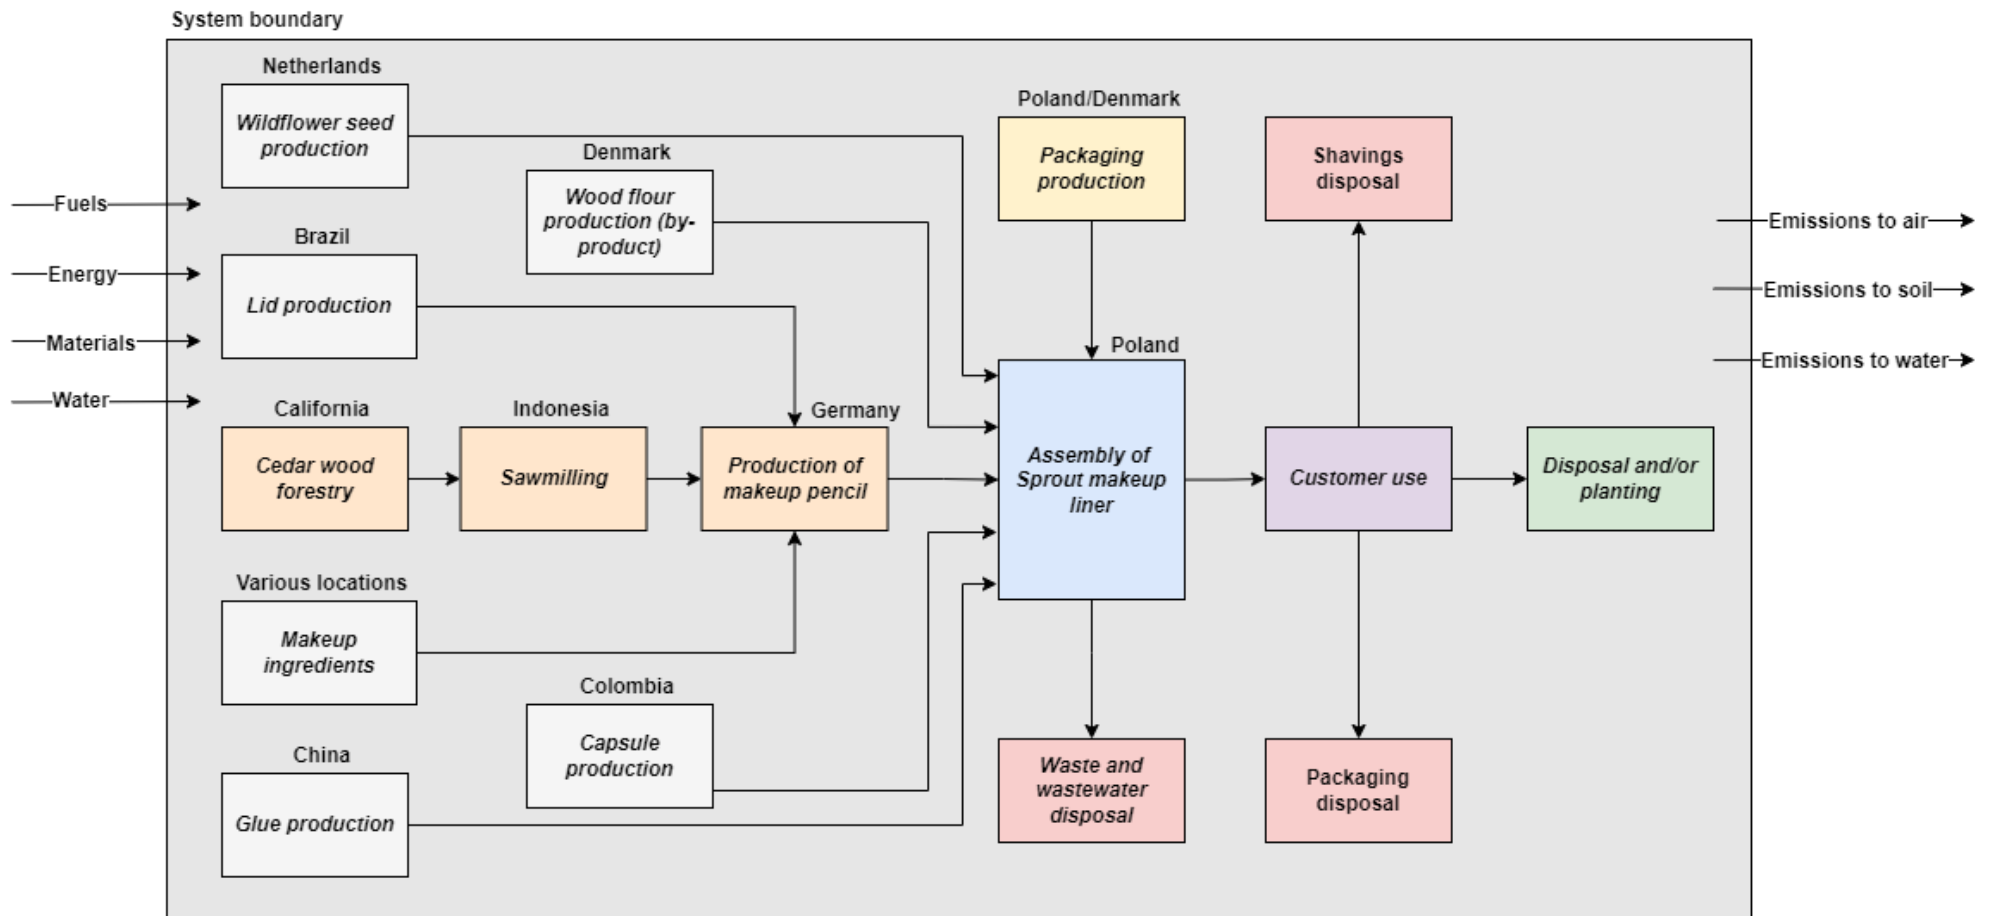 System boundary
Netherlands
Wildflower seed
production
Denmark
Wood flour
production (by-
product)
Poland/Denmark
Packaging
production
Shavings
disposal
Fuels
Energy
Materials
Water
Brazil
Lid production
Emissions to air
Emissions to soil
Emissions to water
California
Cedar wood
forestry
Indonesia
Sawmilling
Germany
Production of
makeup pencil
Poland
Assembly of
Sprout makeup
liner
Customer use
Disposal and/or
planting
Various locations
Makeup
ingredients
Colombia
Capsule
production
China
Glue production
Waste and
wastewater
disposal
Packaging
disposal